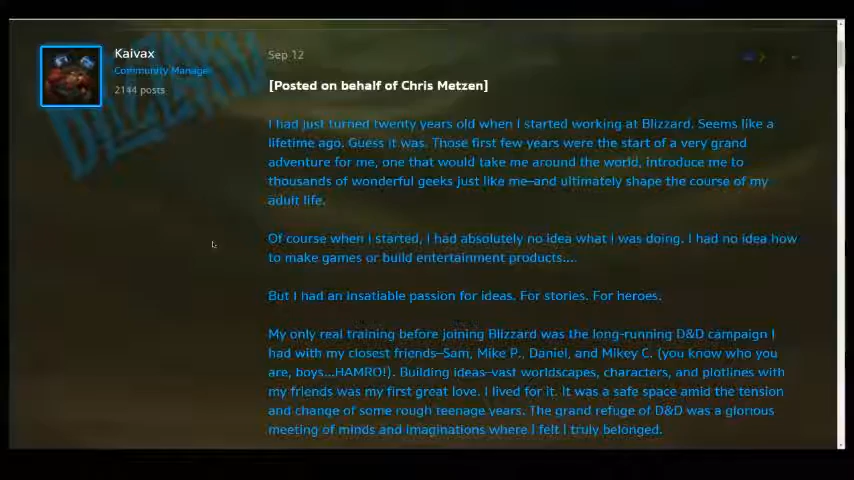 Kaivax
Sep 12
Community Manager
2144 posts
[Posted on behalf of Chris Metzen]
I had just turned twenty years old when I started working at Blizzard. Seems like a
lifetime ago. Guess it was. Those first few years were the start of a very grand
adventure for me, one that would take me around the world, introduce me to
thousands of wonderful geeks just like me—and ultimately shape the course of my
adult life.
Of course when I started, I had absolutely no idea what I was doing. I had no idea how
to make games or build entertainment products....
But I had an insatiable passion for ideas. For stories. For heroes.
My only real training before joining Blizzard was the long-running D&D campaign I
had with my closest friends—Sam, Mike P., Daniel, and Mikey C. (you know who you
are, boys...HAMRO!). Building ideas—vast worldscapes, characters, and plotlines with
my friends was my first great love. I lived for it. It was a safe space amid the tension
and change of some rough teenage years. The grand refuge of D&D was a glorious
meeting of minds and imaginations where I felt I truly belonged.
BLIZZARD